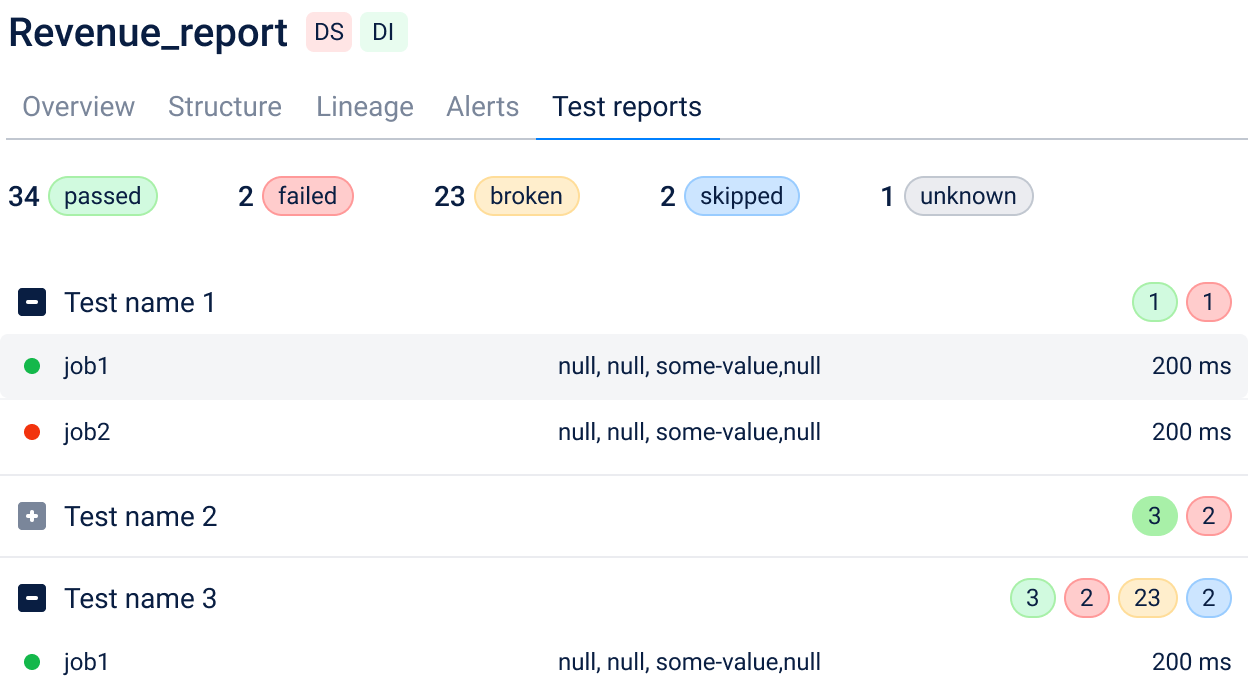 Revenue_report DS DI
Overview Structure Lineage Alerts Test reports
34 passed 2 failed 23 broken 2 skipped 1 unknown
Test name 1 1 1
job1 null, null, some-value,null 200 ms
job2 null, null, some-value,null 200 ms
Test name 2 3 2
Test name 3 3 2 23 2
job1 null, null, some-value,null 200 ms